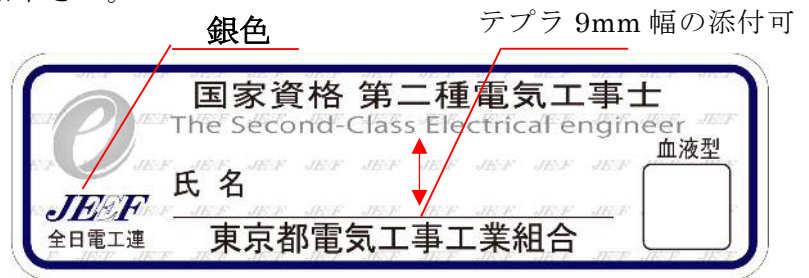 銀色
テプラ 9mm 幅の添付可
国家資格 第二種電気工事士
The Second-Class Electrical engineer
血液型
氏 名
JEEF
全日電工連
東京都電気工事工業組合